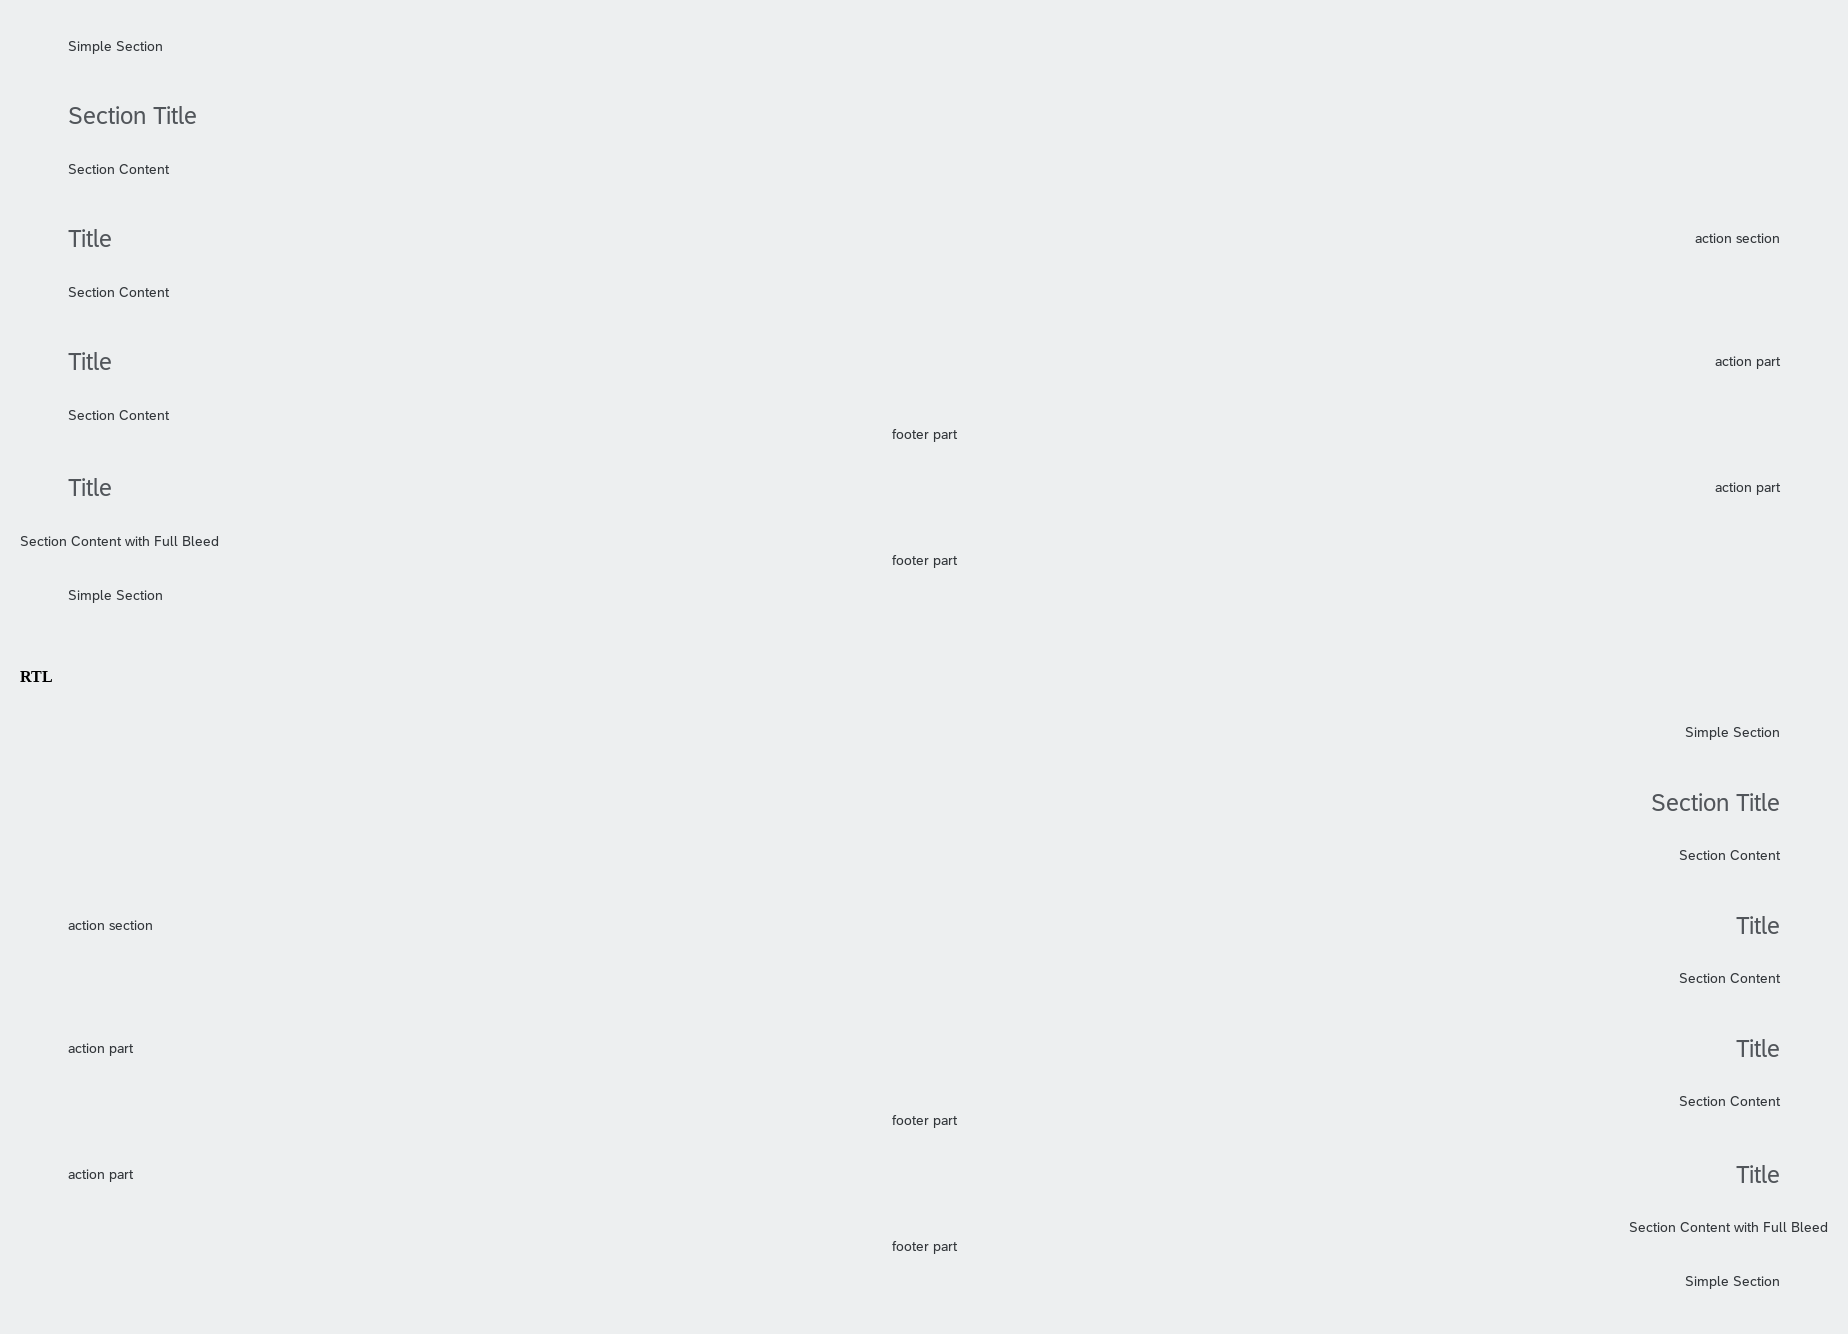 Simple Section
Section Title
Section Content
Title
action section
Section Content
Title
action part
Section Content
footer part
Title
action part
Section Content with Full Bleed
footer part
Simple Section
RTL
Simple Section
Section Title
Section Content
action section
Title
Section Content
action part
Title
Section Content
footer part
action part
Title
Section Content with Full Bleed
footer part
Simple Section